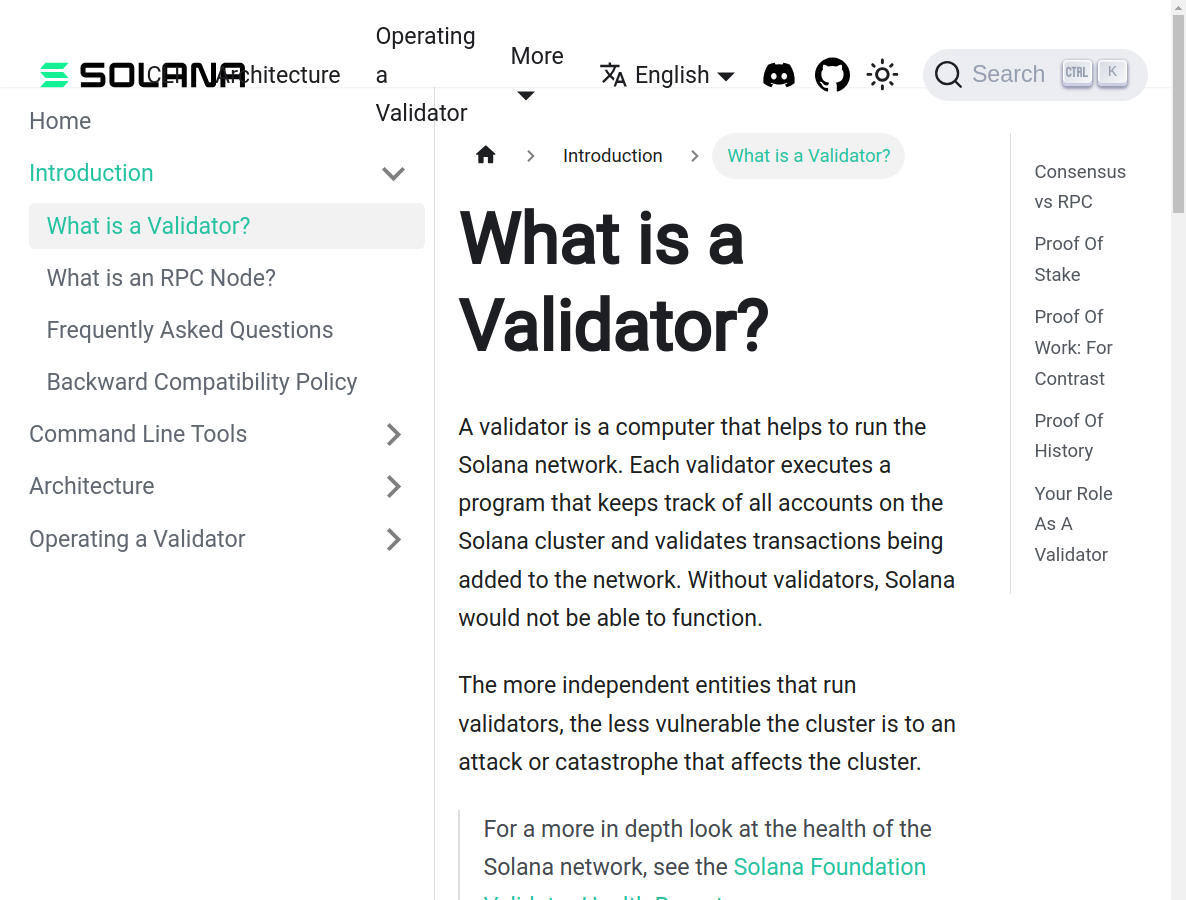 SOLANA
CLI
Architecture
Operating
a
Validator
More
English
Search
CTRL
K
Home
Introduction
What is a Validator?
What is an RPC Node?
Frequently Asked Questions
Backward Compatibility Policy
Command Line Tools
Architecture
Operating a Validator
Introduction
What is a Validator?
What is a
Validator?
A validator is a computer that helps to run the
Solana network. Each validator executes a
program that keeps track of all accounts on the
Solana cluster and validates transactions being
added to the network. Without validators, Solana
would not be able to function.
The more independent entities that run
validators, the less vulnerable the cluster is to an
attack or catastrophe that affects the cluster.
For a more in depth look at the health of the
Solana network, see the Solana Foundation
Consensus
vs RPC
Proof Of
Stake
Proof Of
Work: For
Contrast
Proof Of
History
Your Role
As A
Validator